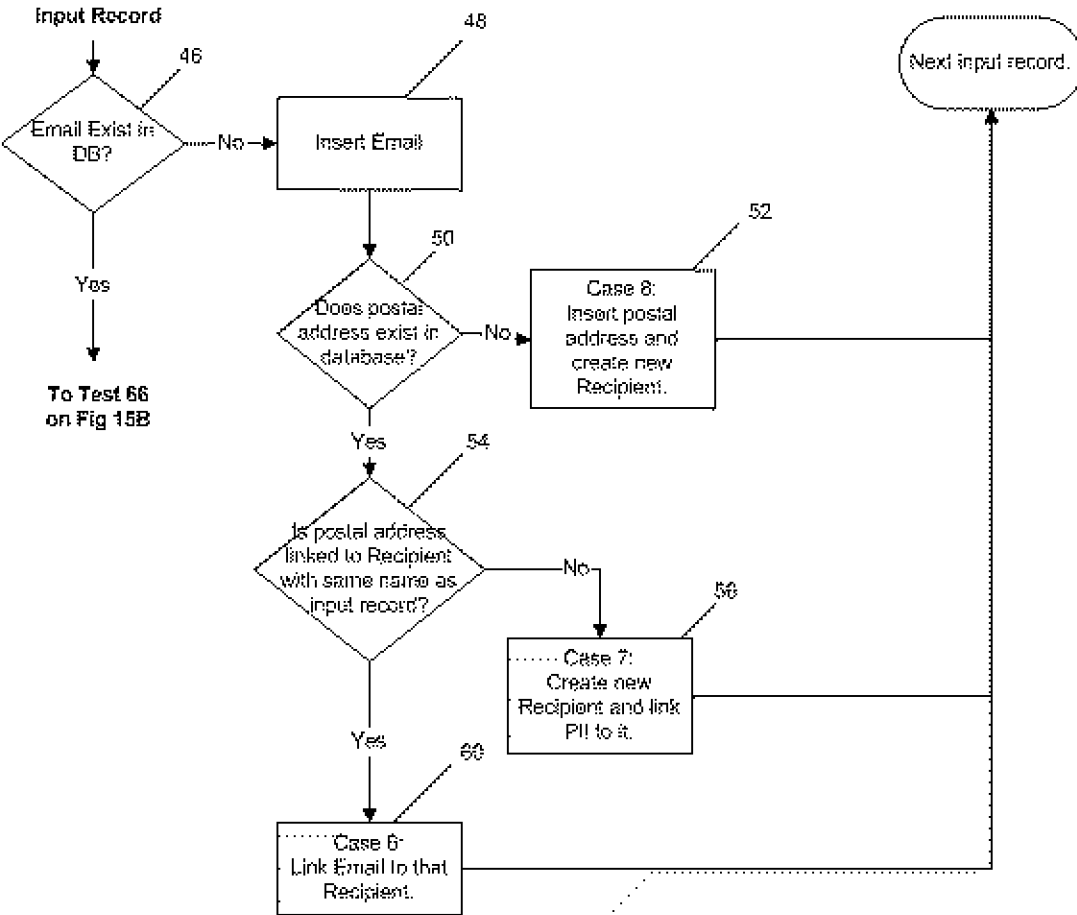 Input Record
46
48
Email Exist in
DB?
No
Insert Email
Next input record.
Yes
To Test 66
on Fig 15B
50
Does postal
address exist in
database?
No
52
Case 8:
Insert postal
address and
create new
Recipient.
Yes
54
Is postal address
linked to Recipient
with same name as
input record?
No
56
Case 7:
Create new
Recipient and link
PII to it.
Yes
60
Case 6:
Link Email to that
Recipient.